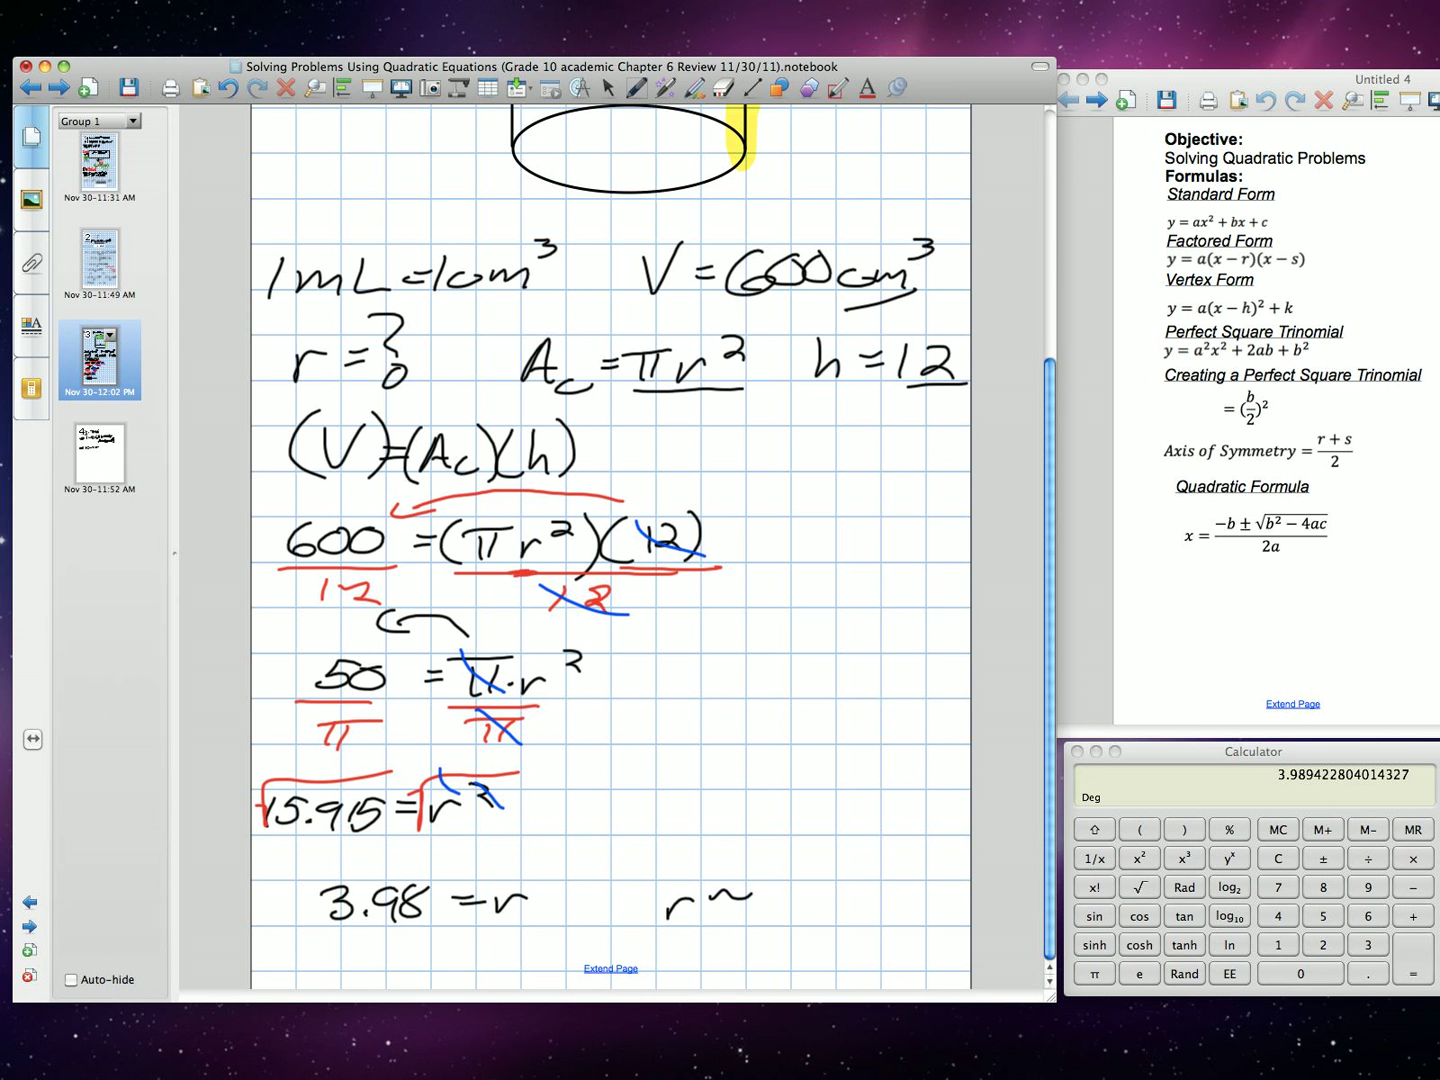 Solving Problems Using Quadratic Equations (Grade 10 academic Chapter 6 Review 11/30/11).notebook
Group 1
Nov 30-11:31 AM
2
Nov 30-11:49 AM
3
Nov 30-12:02 PM
Nov 30-11:52 AM
Auto-hide
1mL = 1cm³ V = 600cm³
r = ? A_c = πr² h = 12
(V) = (A_c)(h)
600 = (πr²)(12)
12 12
50 = π·r²
π π
√15.915 = √r²
3.98 = r r ~
Extend Page
Untitled 4
Objective:
Solving Quadratic Problems
Formulas:
Standard Form
y = ax² + bx + c
Factored Form
y = a(x − r)(x − s)
Vertex Form
y = a(x − h)² + k
Perfect Square Trinomial
y = a²x² + 2ab + b²
Creating a Perfect Square Trinomial
= (b/2)²
Axis of Symmetry = r + s / 2
Quadratic Formula
x = −b ± √b² − 4ac / 2a
Extend Page
Calculator
3.989422804014327
Deg
⇧ ( ) % MC M+ M− MR
1/x x² x³ yˣ C ± ÷ ×
x! √ Rad log₂ 7 8 9 −
sin cos tan log₁₀ 4 5 6 +
sinh cosh tanh ln 1 2 3
π e Rand EE 0 . =